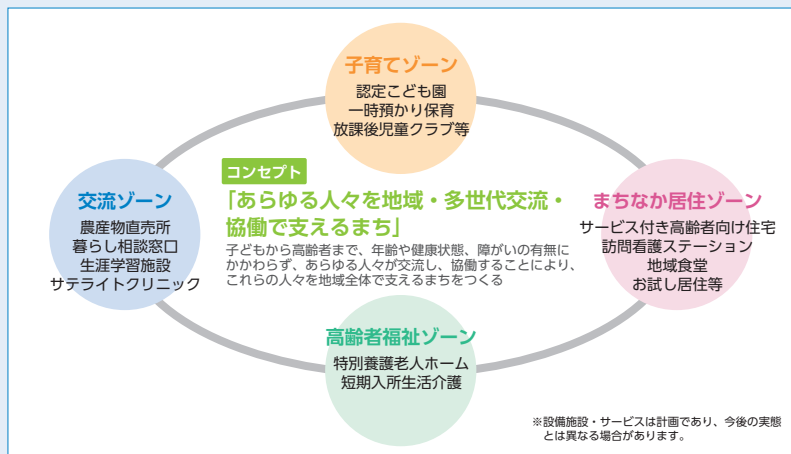 子育てゾーン
認定こども園
一時預かり保育
放課後児童クラブ等
交流ゾーン
農産物直売所
暮らし相談窓口
生涯学習施設
サテライトクリニック
コンセプト
「あらゆる人々を地域・多世代交流・
協働で支えるまち」
子どもから高齢者まで、年齢や健康状態、障がいの有無に
かかわらず、あらゆる人々が交流し、協働することにより、
これらの人々を地域全体で支えるまちをつくる
まちなか居住ゾーン
サービス付き高齢者向け住宅
訪問看護ステーション
地域食堂
お試し居住等
高齢者福祉ゾーン
特別養護老人ホーム
短期入所生活介護
※設備施設・サービスは計画であり、今後の実態
とは異なる場合があります。